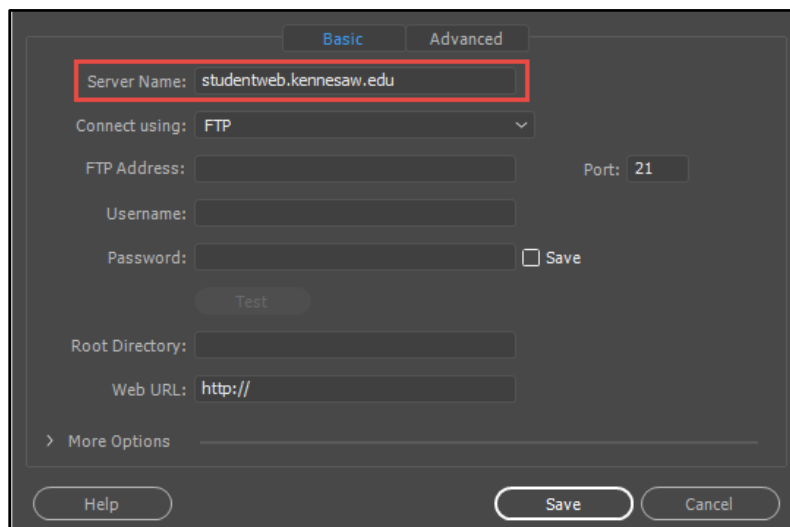 Basic Advanced
Server Name: studentweb.kennesaw.edu
Connect using: FTP
FTP Address: Port: 21
Username:
Password: Save
Test
Root Directory:
Web URL: http://
More Options
Help Save Cancel